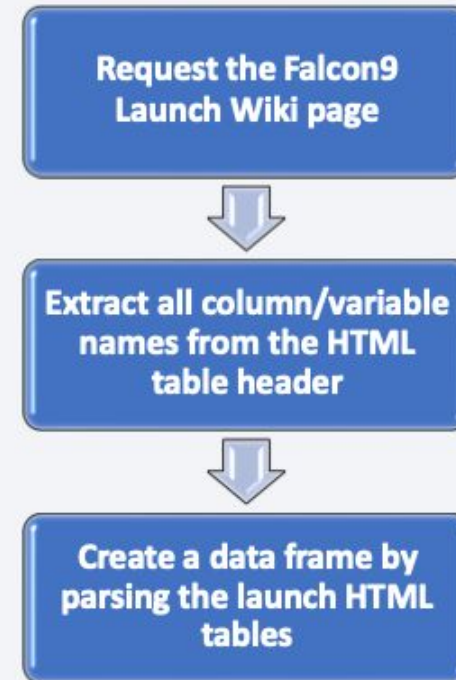 Request the Falcon9
Launch Wiki page
Extract all column/variable
names from the HTML
table header
Create a data frame by
parsing the launch HTML
tables